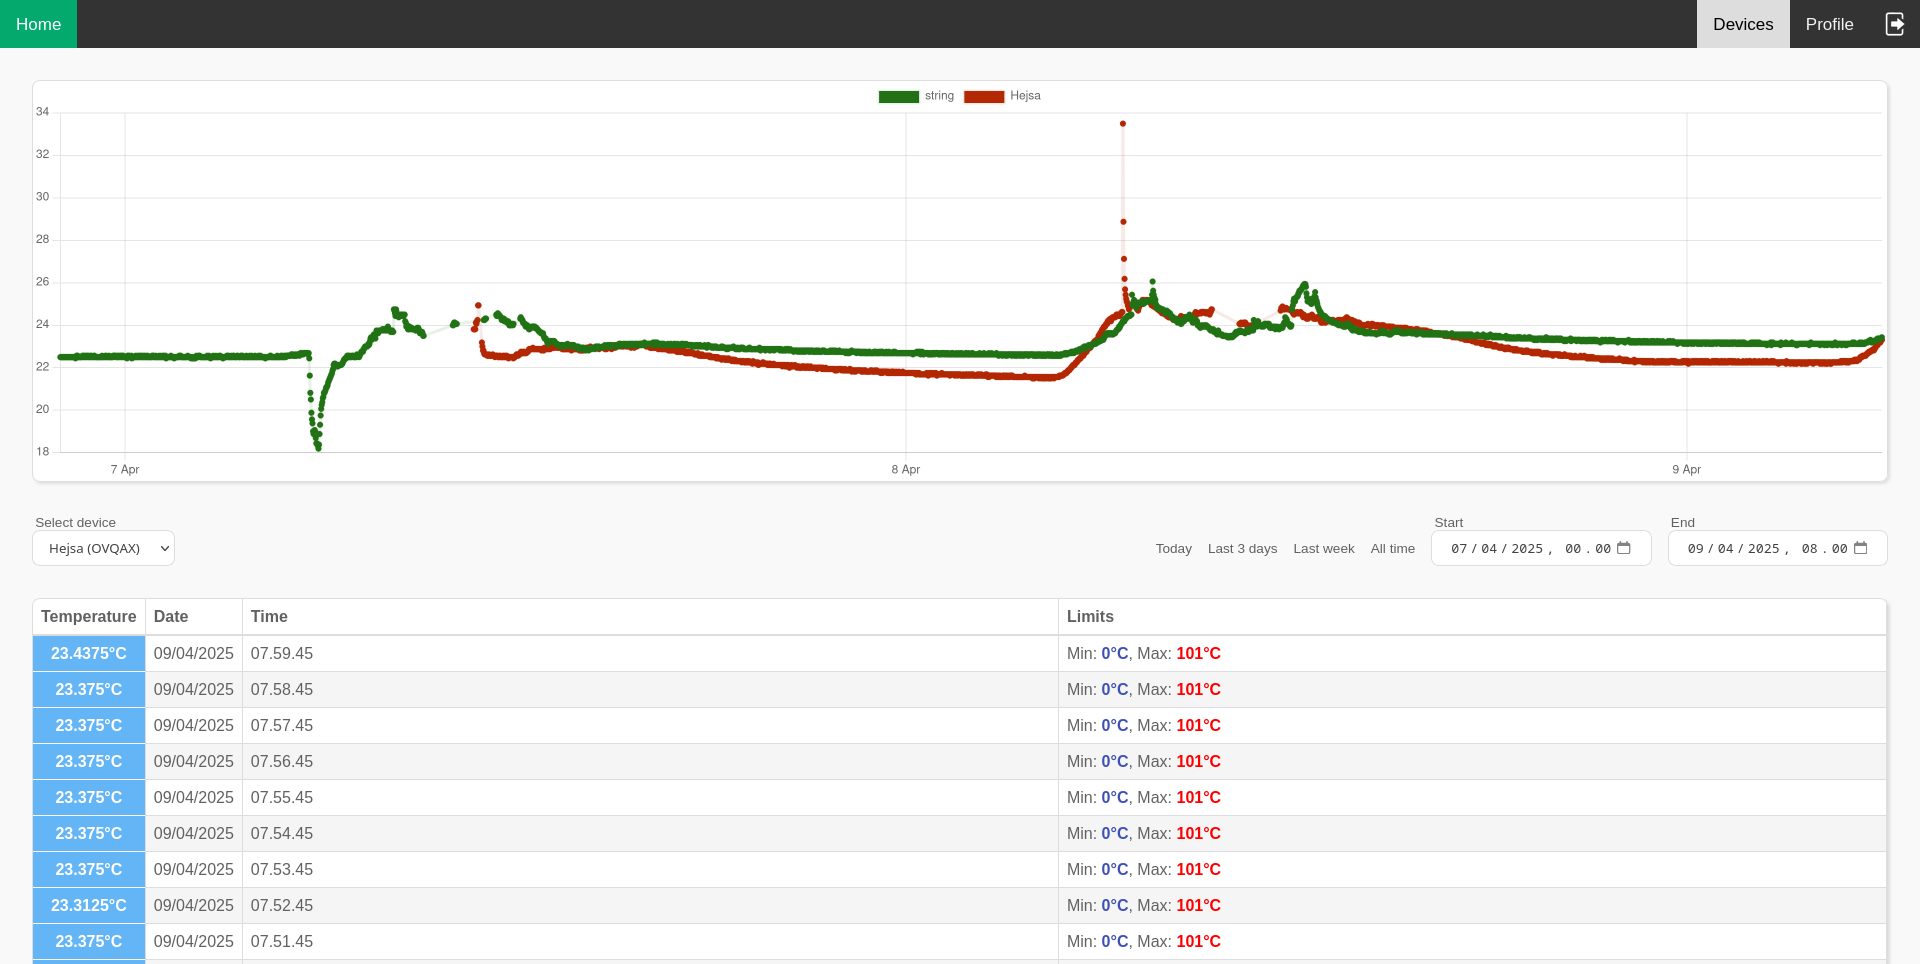 Home Devices Profile
string Hejsa
34
32
30
28
26
24
22
20
18
7 Apr 8 Apr 9 Apr
Select device
Hejsa (OVQAX)
Today Last 3 days Last week All time
Start
07/04/2025, 00.00
End
09/04/2025, 08.00
Temperature Date Time Limits
23.4375°C 09/04/2025 07.59.45 Min: 0°C, Max: 101°C
23.375°C 09/04/2025 07.58.45 Min: 0°C, Max: 101°C
23.375°C 09/04/2025 07.57.45 Min: 0°C, Max: 101°C
23.375°C 09/04/2025 07.56.45 Min: 0°C, Max: 101°C
23.375°C 09/04/2025 07.55.45 Min: 0°C, Max: 101°C
23.375°C 09/04/2025 07.54.45 Min: 0°C, Max: 101°C
23.375°C 09/04/2025 07.53.45 Min: 0°C, Max: 101°C
23.3125°C 09/04/2025 07.52.45 Min: 0°C, Max: 101°C
23.375°C 09/04/2025 07.51.45 Min: 0°C, Max: 101°C